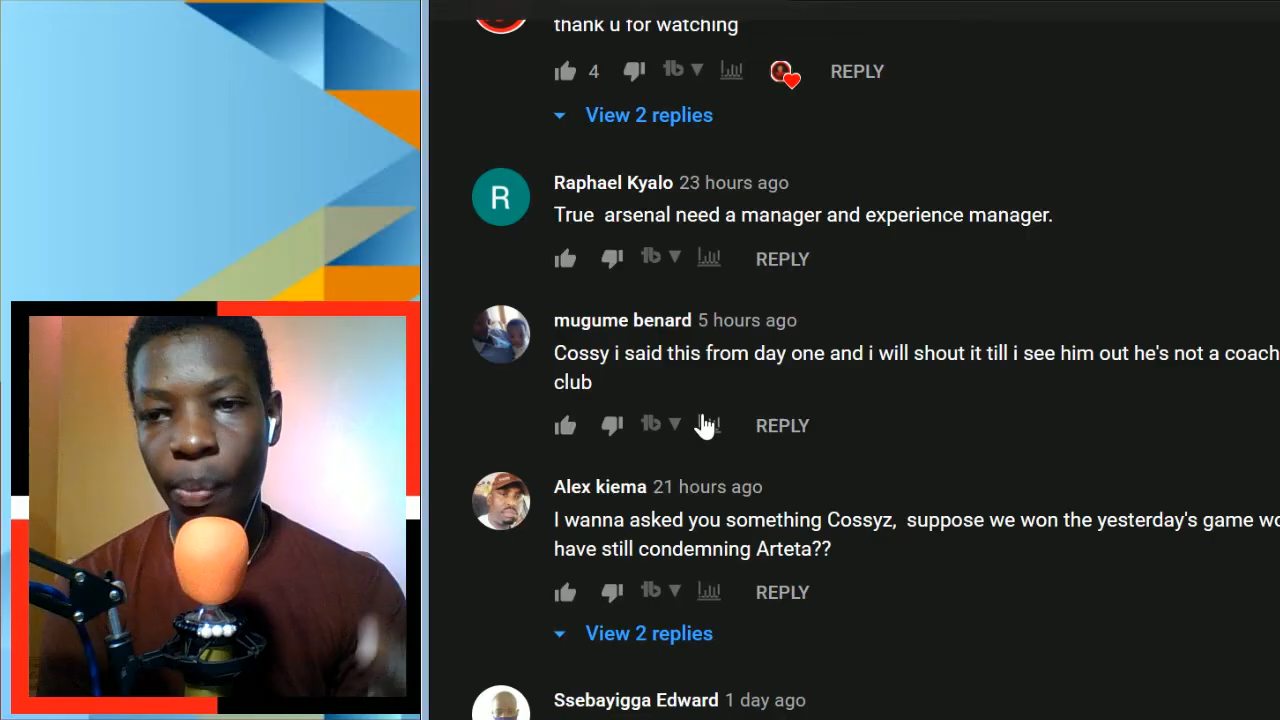 thank u for watching
4
REPLY
View 2 replies
R
Raphael Kyalo 23 hours ago
True arsenal need a manager and experience manager.
REPLY
mugume benard 5 hours ago
Cossy i said this from day one and i will shout it till i see him out he's not a coach
club
REPLY
Alex kiema 21 hours ago
I wanna asked you something Cossyz, suppose we won the yesterday's game
have still condemning Arteta??
REPLY
View 2 replies
Ssebayigga Edward 1 day ago